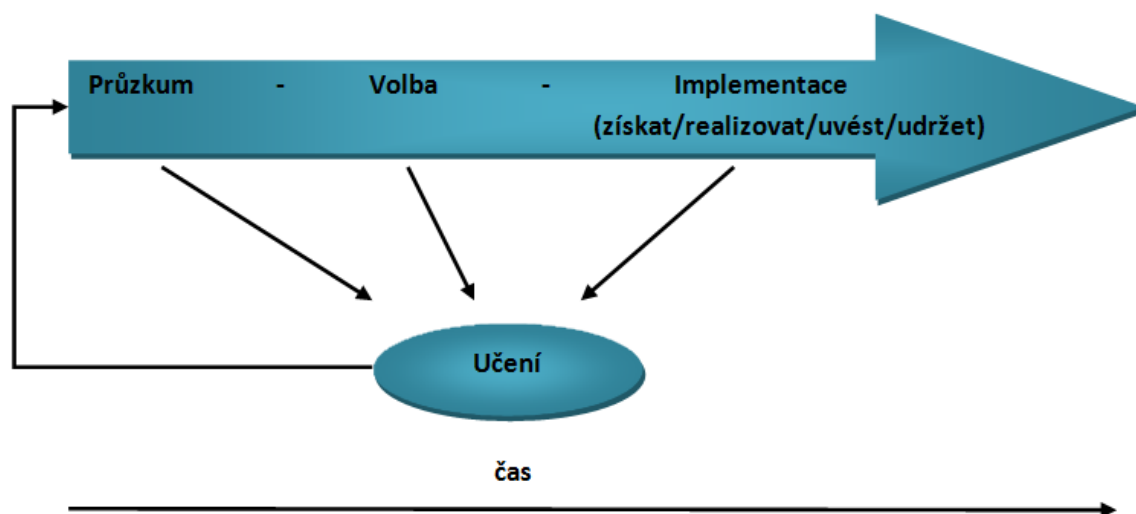 Průzkum - Volba - Implementace
(získat/realizovat/uvést/udržet)
Učení
čas